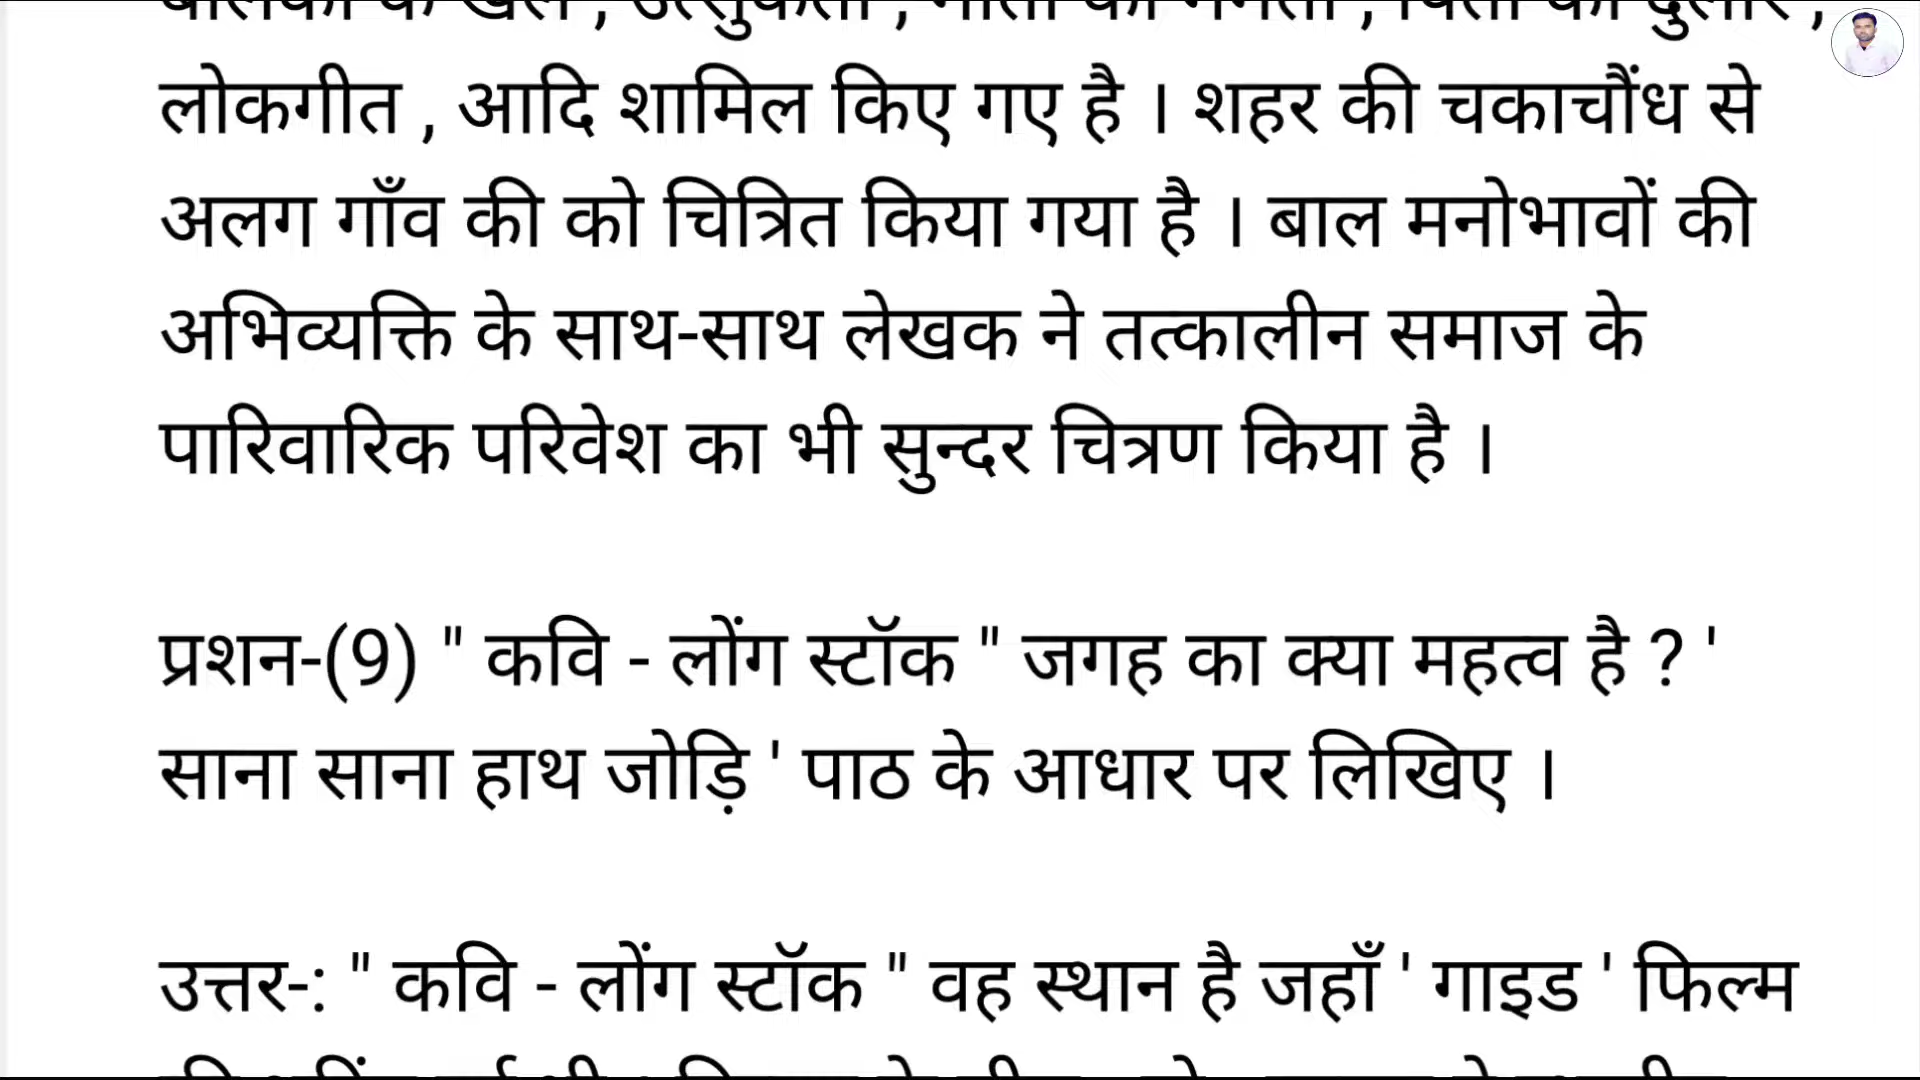 लोकगीत , आदि शामिल किए गए है । शहर की चकाचौंध से
अलग गाँव की को चित्रित किया गया है । बाल मनोभावों की
अभिव्यक्ति के साथ-साथ लेखक ने तत्कालीन समाज के
पारिवारिक परिवेश का भी सुन्दर चित्रण किया है ।
प्रशन-(9) " कवि - लोंग स्टॉक " जगह का क्या महत्व है ? '
साना साना हाथ जोड़ि ' पाठ के आधार पर लिखिए ।
उत्तर-: " कवि - लोंग स्टॉक " वह स्थान है जहाँ ' गाइड ' फिल्म